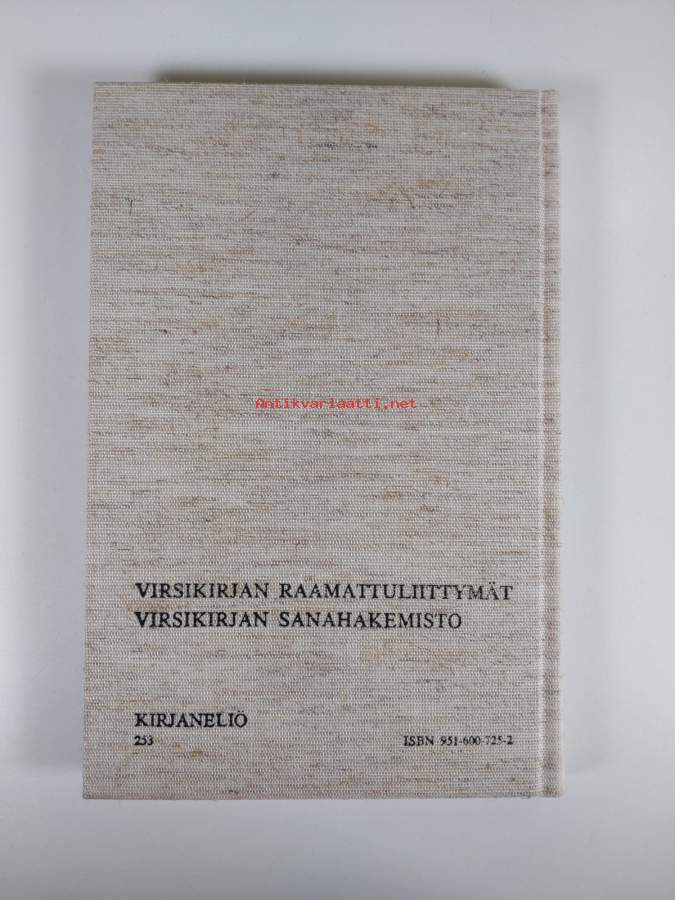 Antikvariaatti.net
VIRSIKIRJAN RAAMATTULIITTYMÄT
VIRSIKIRJAN SANAHAKEMISTO
KIRJANELIÖ
253
ISBN 951-600-725-2